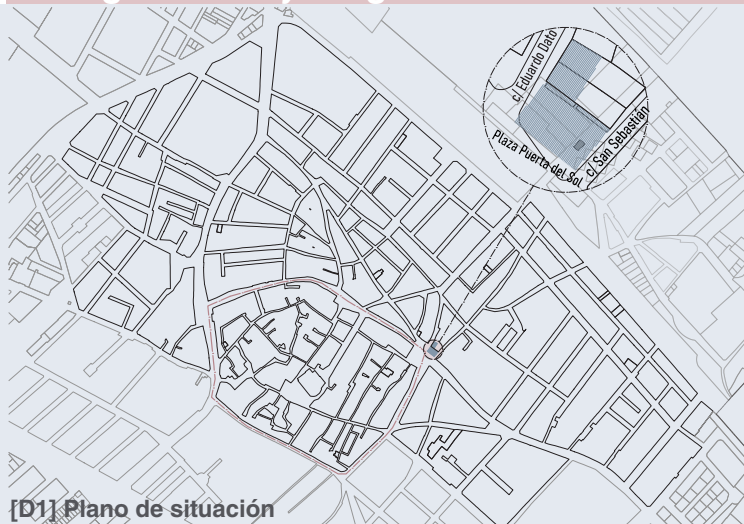 c/ Eduardo Dato
Plaza Puerta del Sol
c/ San Sebastián
[D1] Plano de situación